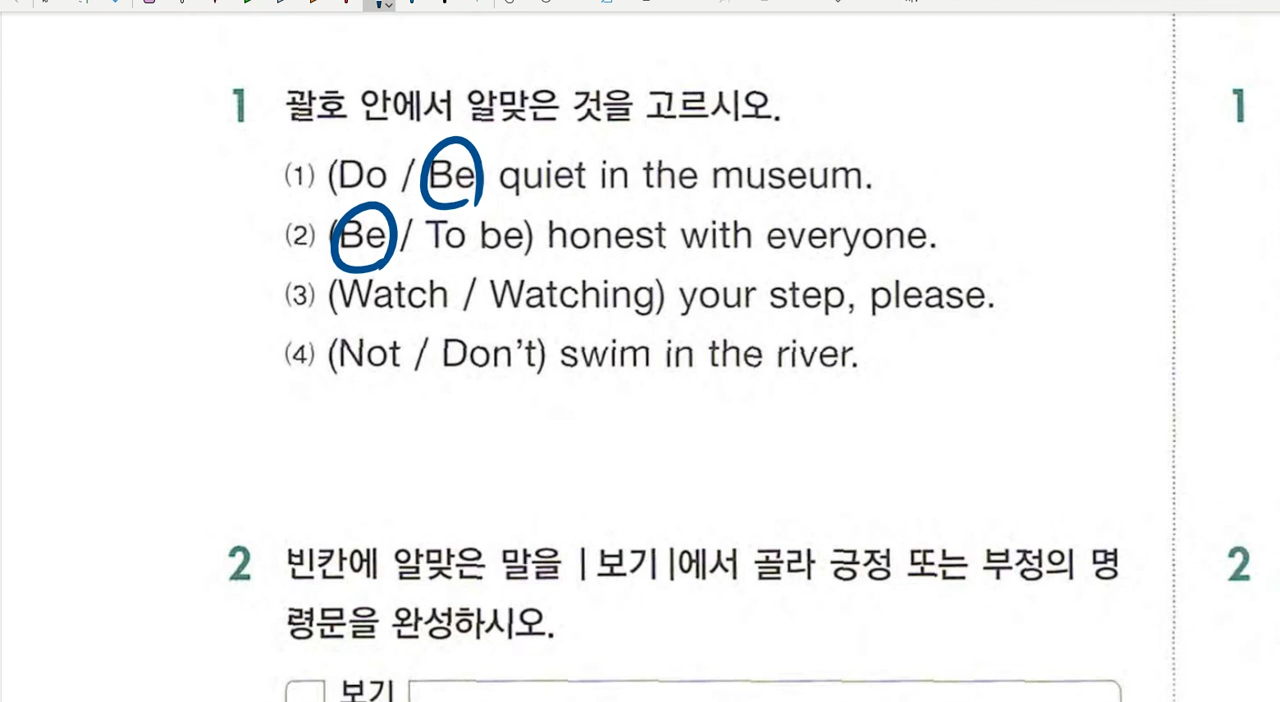 1 괄호 안에서 알맞은 것을 고르시오. 1
(1) (Do / Be) quiet in the museum.
(2) (Be / To be) honest with everyone.
(3) (Watch / Watching) your step, please.
(4) (Not / Don't) swim in the river.
2 빈칸에 알맞은 말을 |보기|에서 골라 긍정 또는 부정의 명 2
령문을 완성하시오.
보기